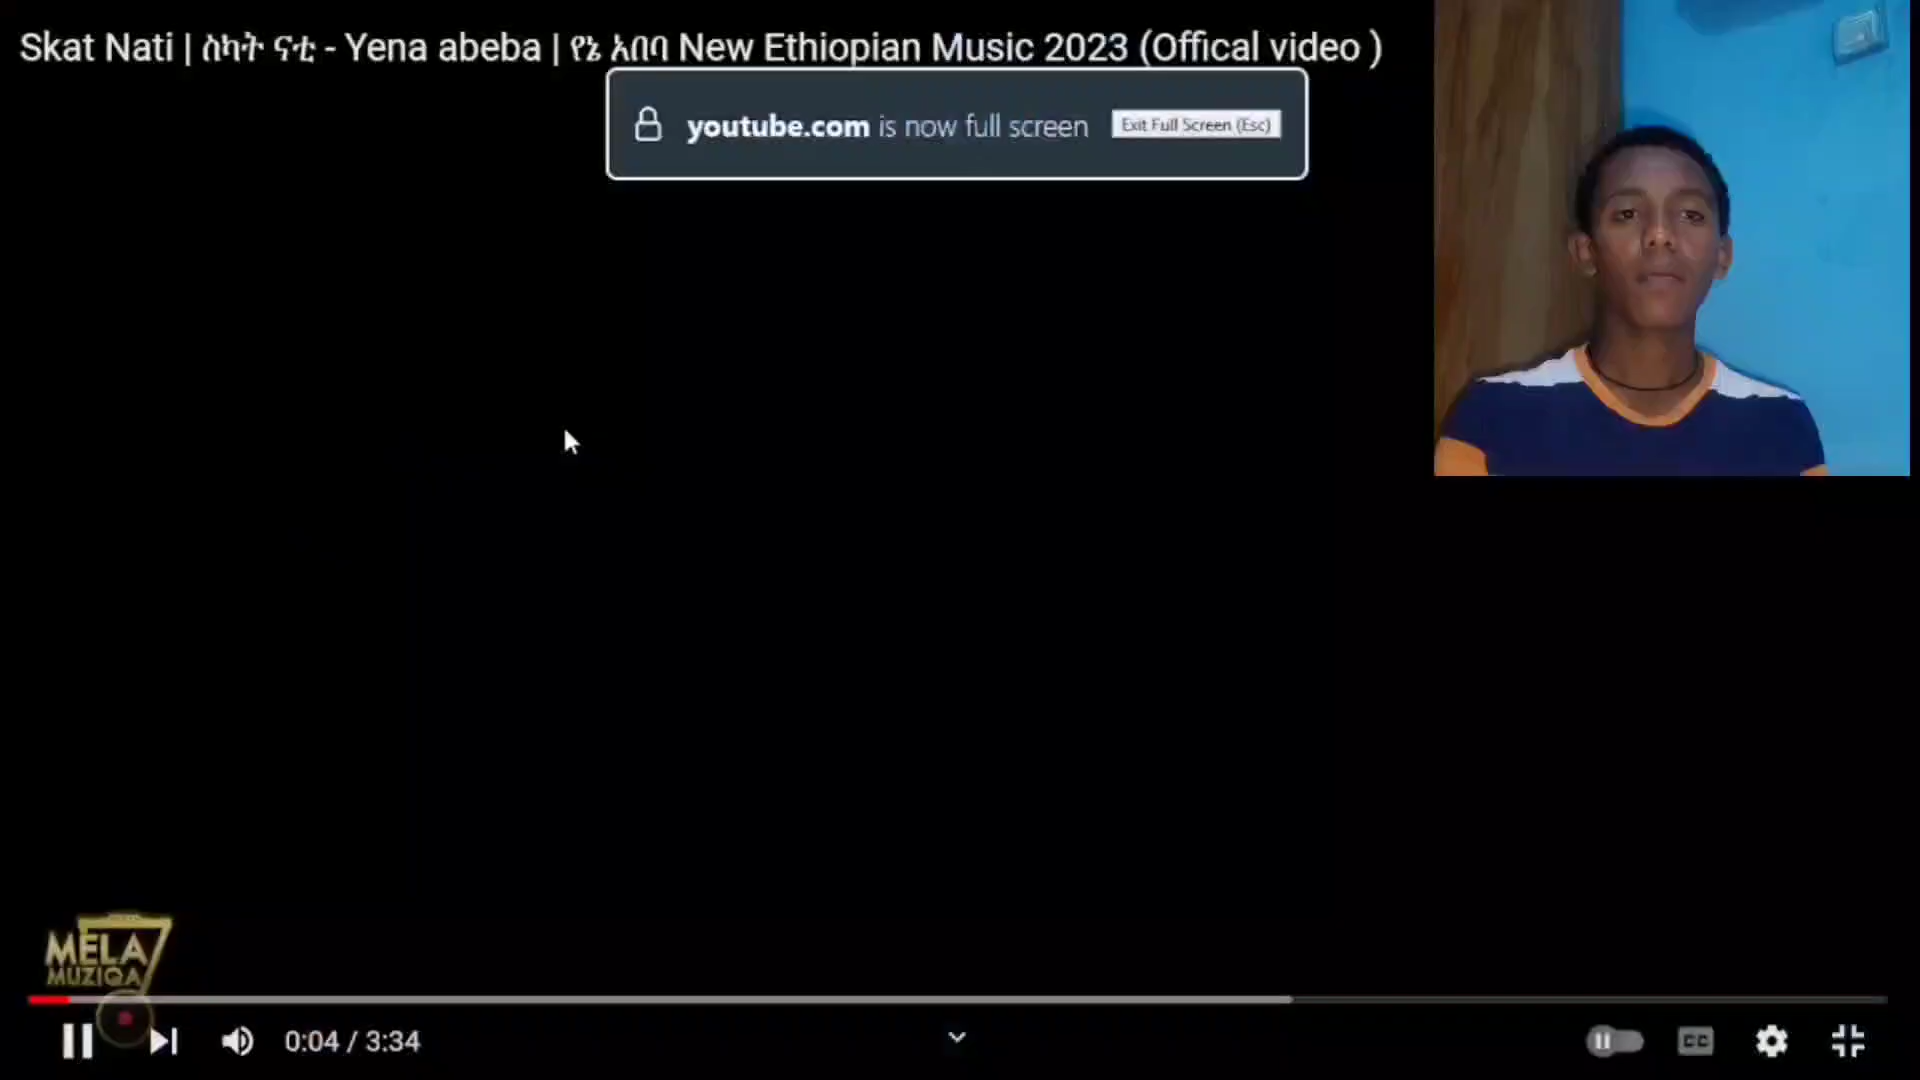 Skat Nati | ስካት ናቲ - Yena abeba | የኔ አበባ New Ethiopian Music 2023 (Offical video )
youtube.com is now full screen Exit Full Screen (Esc)
MELA
MUZIQA
0:04 / 3:34
CC